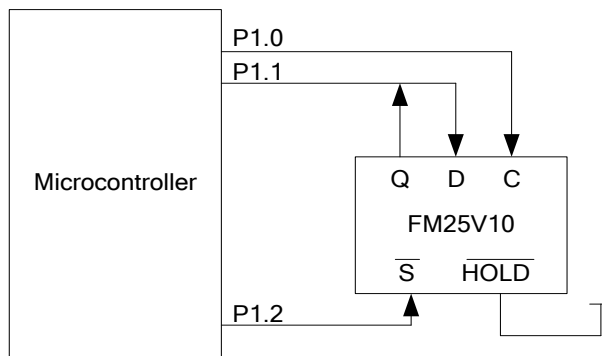 P1.0
P1.1
Microcontroller
Q D C
FM25V10
S HOLD
P1.2